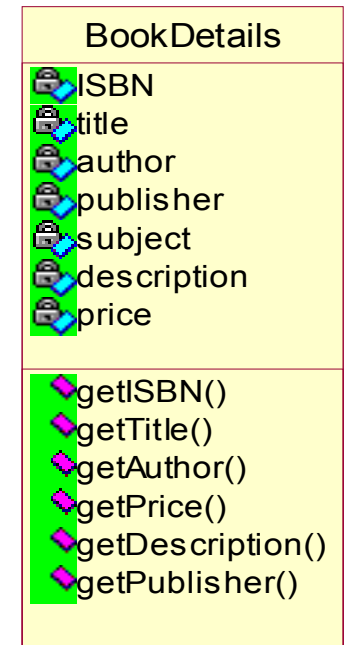 BookDetails
ISBN
title
author
publisher
subject
description
price
getISBN()
getTitle()
getAuthor()
getPrice()
getDescription()
getPublisher()